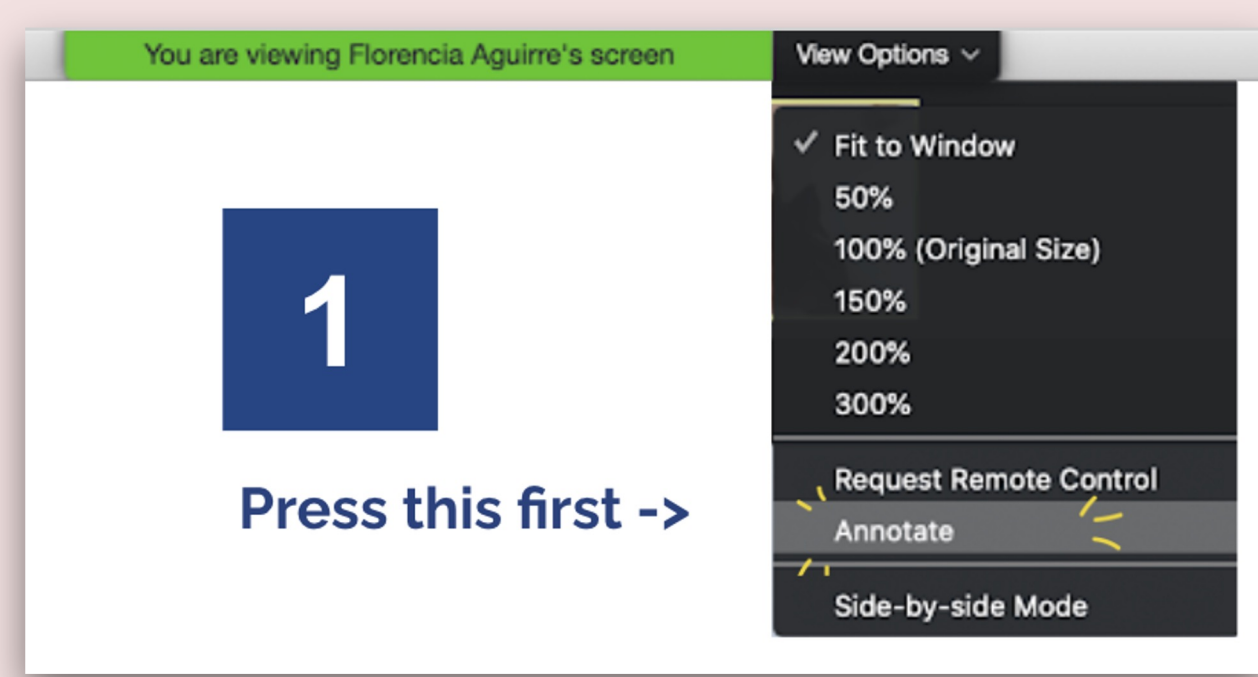 You are viewing Florencia Aguirre's screen
View Options
Fit to Window
50%
100% (Original Size)
150%
200%
300%
Request Remote Control
Annotate
Side-by-side Mode
1
Press this first ->